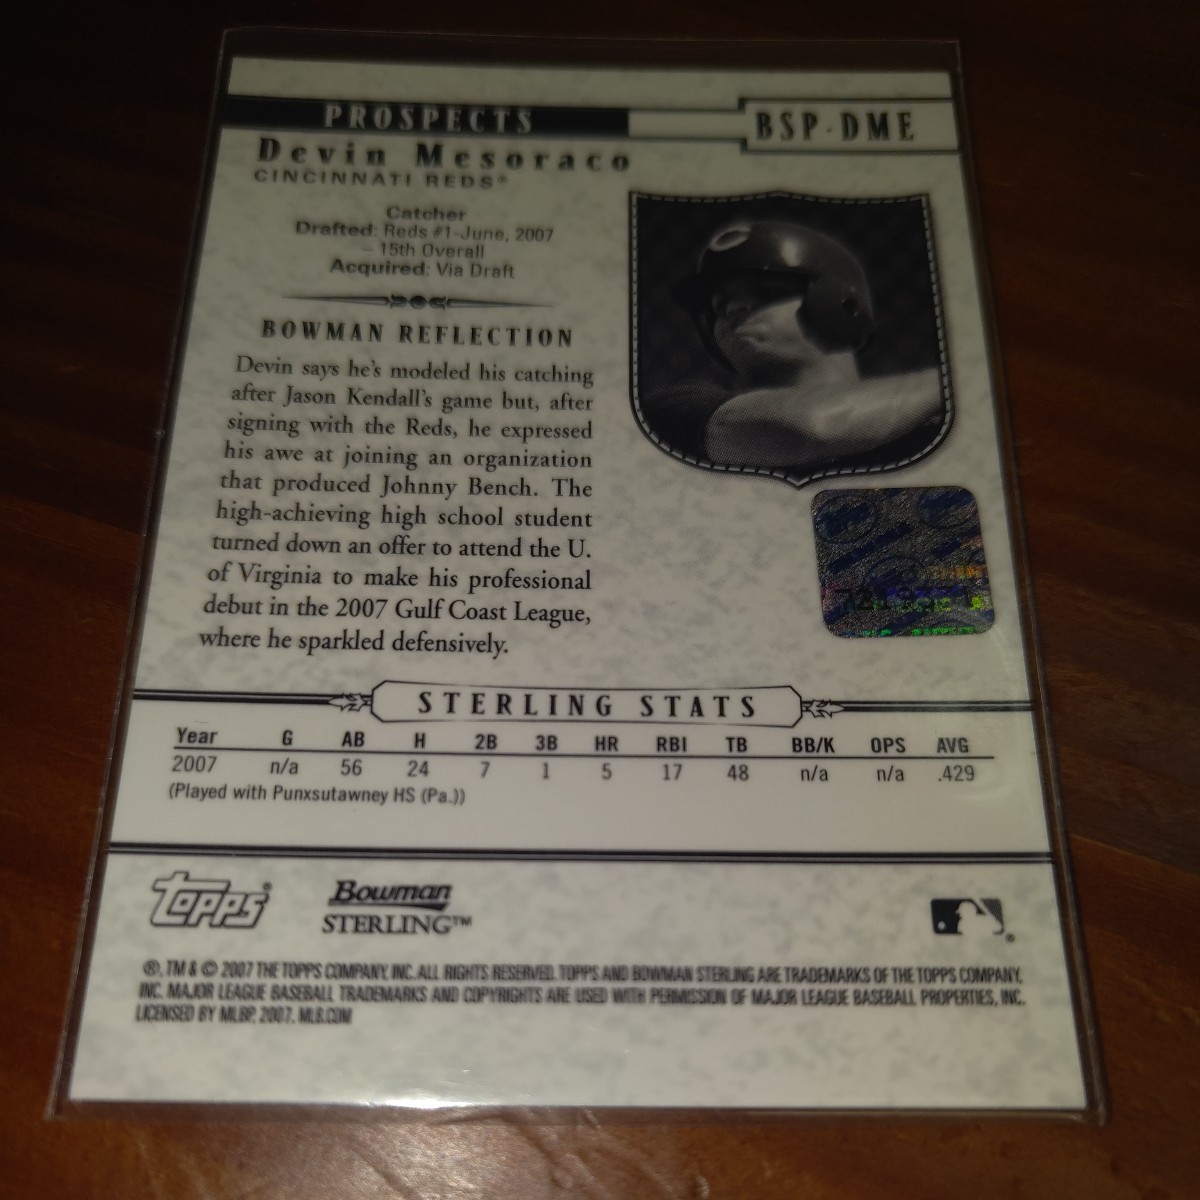 PROSPECTS
BSP-DME
Devin Mesoraco
CINCINNATI REDS®
Catcher
Drafted: Reds #1-June, 2007
– 15th Overall
Acquired: Via Draft
BOWMAN REFLECTION
Devin says he's modeled his catching
after Jason Kendall's game but, after
signing with the Reds, he expressed
his awe at joining an organization
that produced Johnny Bench. The
high-achieving high school student
turned down an offer to attend the U.
of Virginia to make his professional
debut in the 2007 Gulf Coast League,
where he sparkled defensively.
STERLING STATS
Year G AB H 2B 3B HR RBI TB BB/K OPS AVG
2007 n/a 56 24 7 1 5 17 48 n/a n/a .429
(Played with Punxsutawney HS (Pa.))
Topps®
Bowman
STERLING™
®, TM & © 2007 THE TOPPS COMPANY, INC. ALL RIGHTS RESERVED. TOPPS AND BOWMAN STERLING ARE TRADEMARKS OF THE TOPPS COMPANY,
INC. MAJOR LEAGUE BASEBALL TRADEMARKS AND COPYRIGHTS ARE USED WITH PERMISSION OF MAJOR LEAGUE BASEBALL PROPERTIES, INC.
LICENSED BY MLBP, 2007. MLB.COM